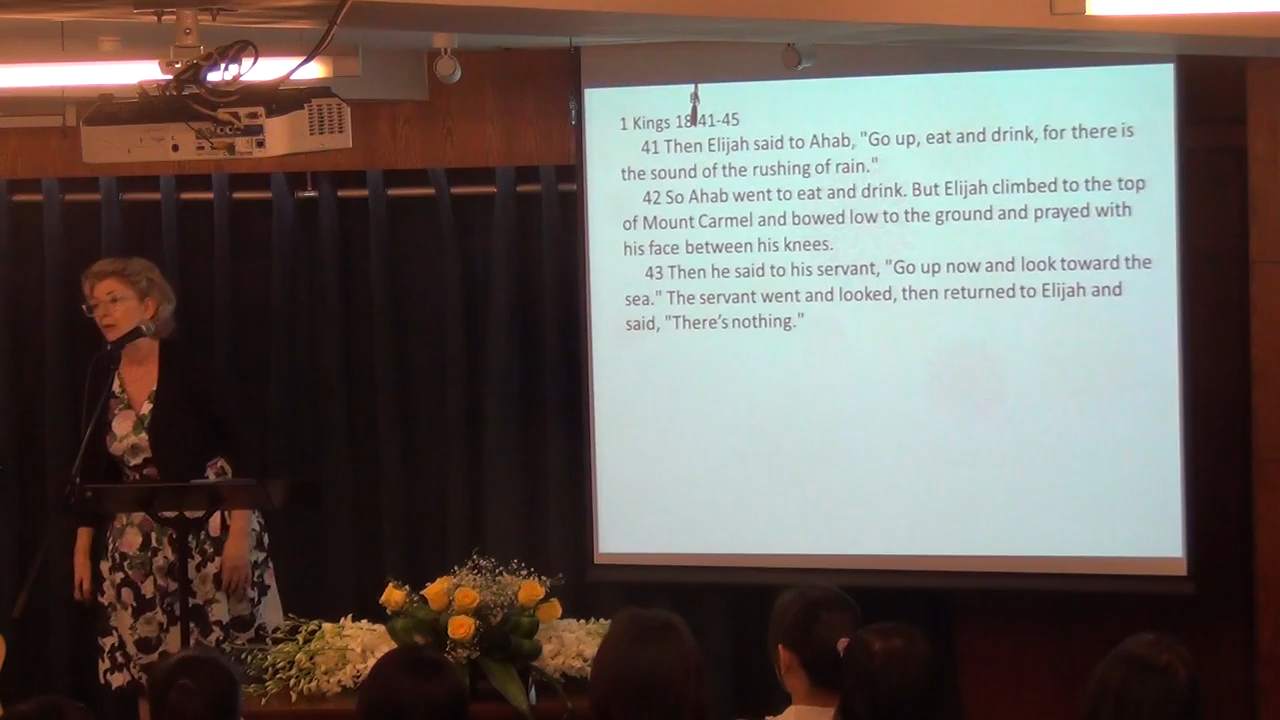 1 Kings 18:41-45
41 Then Elijah said to Ahab, "Go up, eat and drink, for there is
the sound of the rushing of rain."
42 So Ahab went to eat and drink. But Elijah climbed to the top
of Mount Carmel and bowed low to the ground and prayed with
his face between his knees.
43 Then he said to his servant, "Go up now and look toward the
sea." The servant went and looked, then returned to Elijah and
said, "There's nothing."